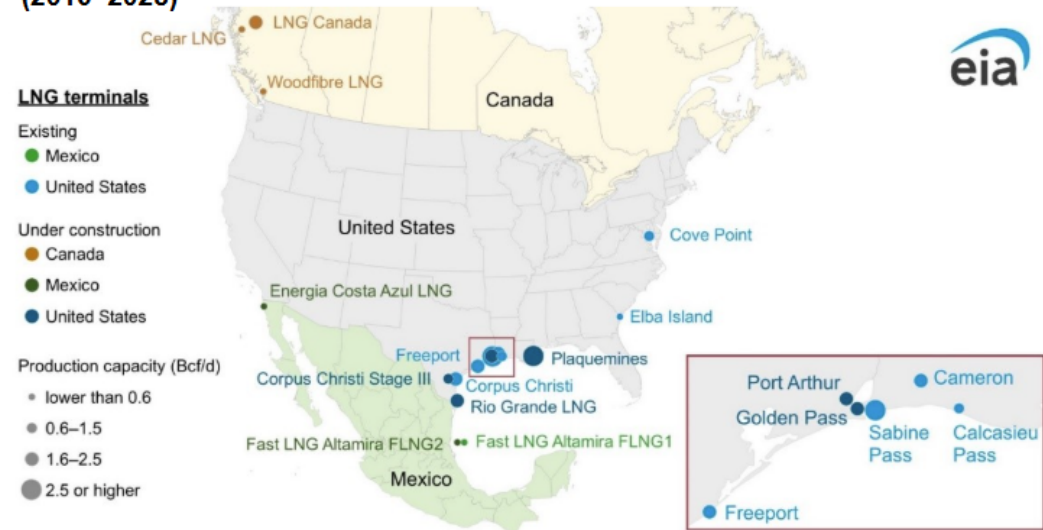 LNG Canada
Cedar LNG
Woodfibre LNG
eia
Canada
LNG terminals
Existing
Mexico
United States
Under construction
Canada
Mexico
United States
Production capacity (Bcf/d)
lower than 0.6
0.6–1.5
1.6–2.5
2.5 or higher
United States
Cove Point
Energia Costa Azul LNG
Elba Island
Freeport
Plaquemines
Corpus Christi Stage III
Corpus Christi
Rio Grande LNG
Fast LNG Altamira FLNG2
Fast LNG Altamira FLNG1
Mexico
Port Arthur
Cameron
Golden Pass
Sabine
Pass
Calcasieu
Pass
Freeport